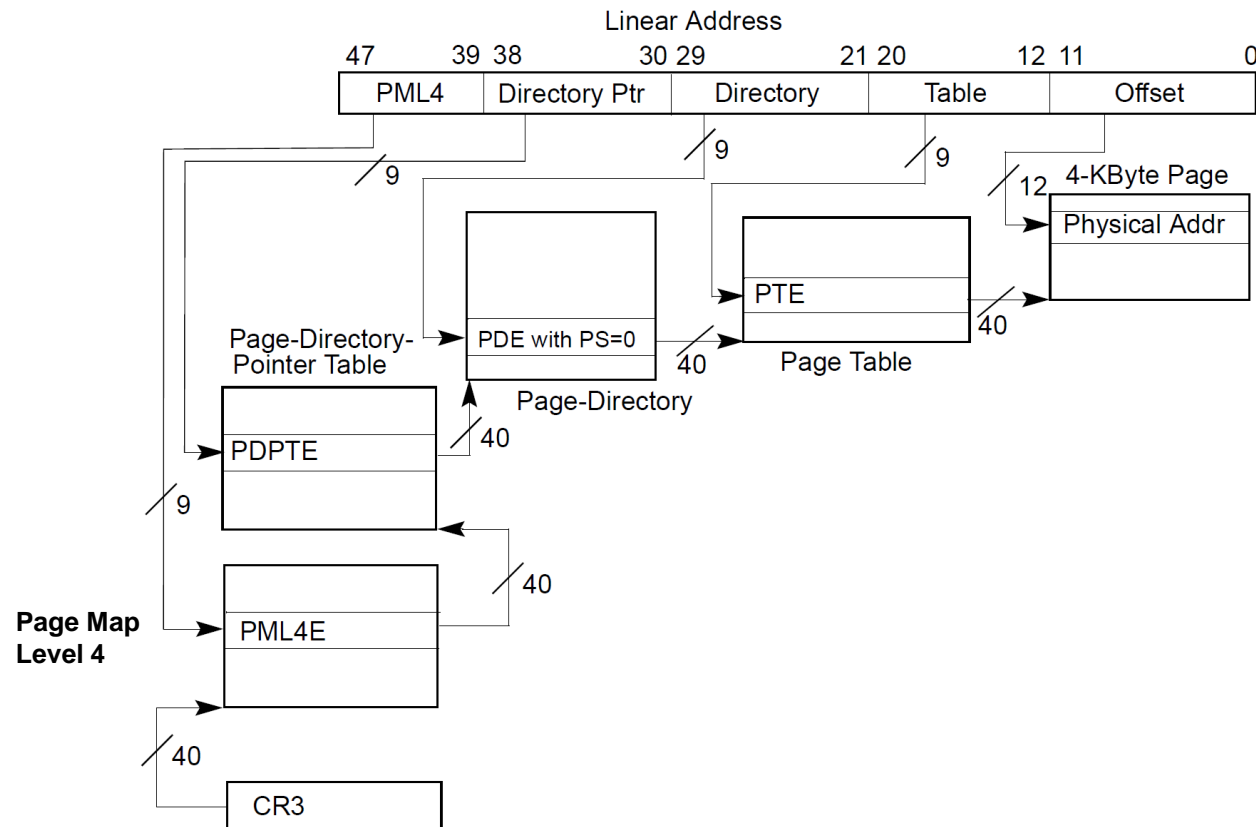 Linear Address
47 39 38 30 29 21 20 12 11 0
PML4 Directory Ptr Directory Table Offset
9
9
9
12
4-KByte Page
Physical Addr
PTE
40
Page Table
PDE with PS=0
40
Page-Directory
Page-Directory-
Pointer Table
PDPTE
40
9
40
Page Map
Level 4
PML4E
40
CR3